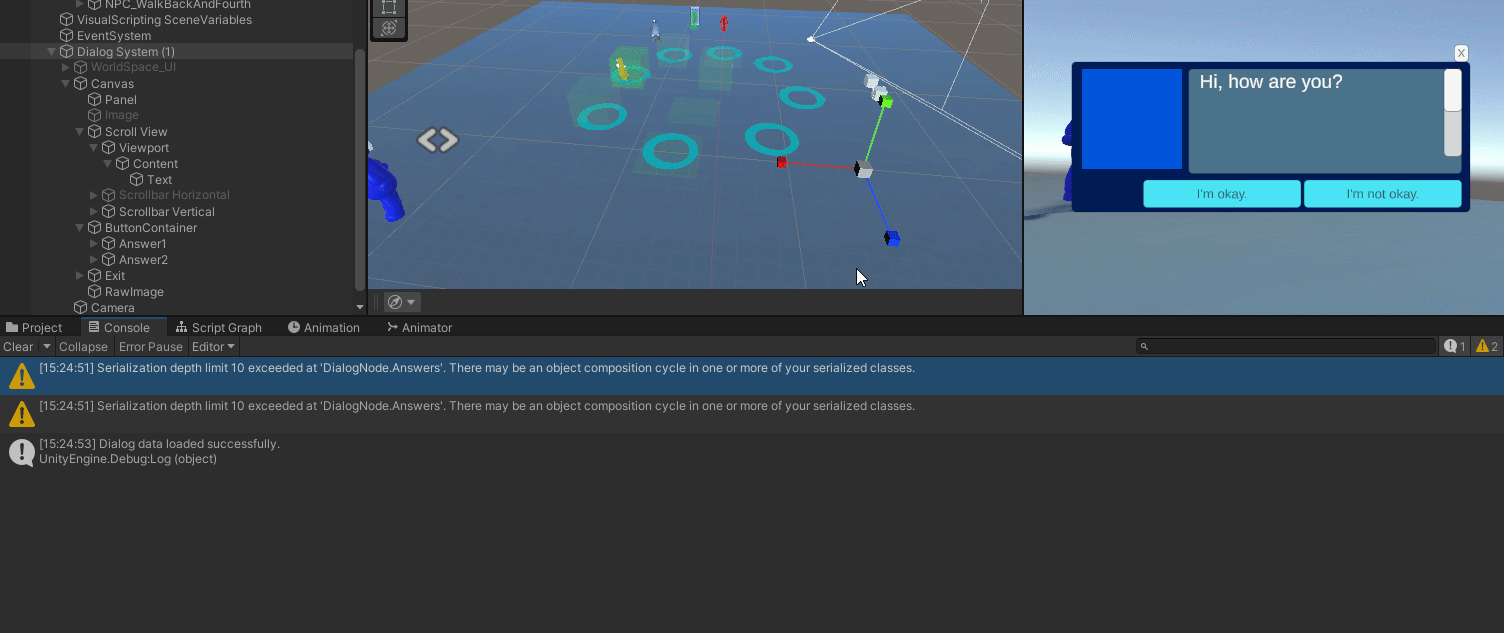 NPC_WalkBackAndFourth
VisualScripting SceneVariables
EventSystem
Dialog System (1)
WorldSpace_UI
Canvas
Panel
Image
Scroll View
Viewport
Content
Text
Scrollbar Horizontal
Scrollbar Vertical
ButtonContainer
Answer1
Answer2
Exit
RawImage
Camera
X
Hi, how are you?
I'm okay. I'm not okay.
Project Console Script Graph Animation Animator
Clear Collapse Error Pause Editor 1 2
[15:24:51] Serialization depth limit 10 exceeded at 'DialogNode.Answers'. There may be an object composition cycle in one or more of your serialized classes.
[15:24:51] Serialization depth limit 10 exceeded at 'DialogNode.Answers'. There may be an object composition cycle in one or more of your serialized classes.
[15:24:53] Dialog data loaded successfully.
UnityEngine.Debug:Log (object)